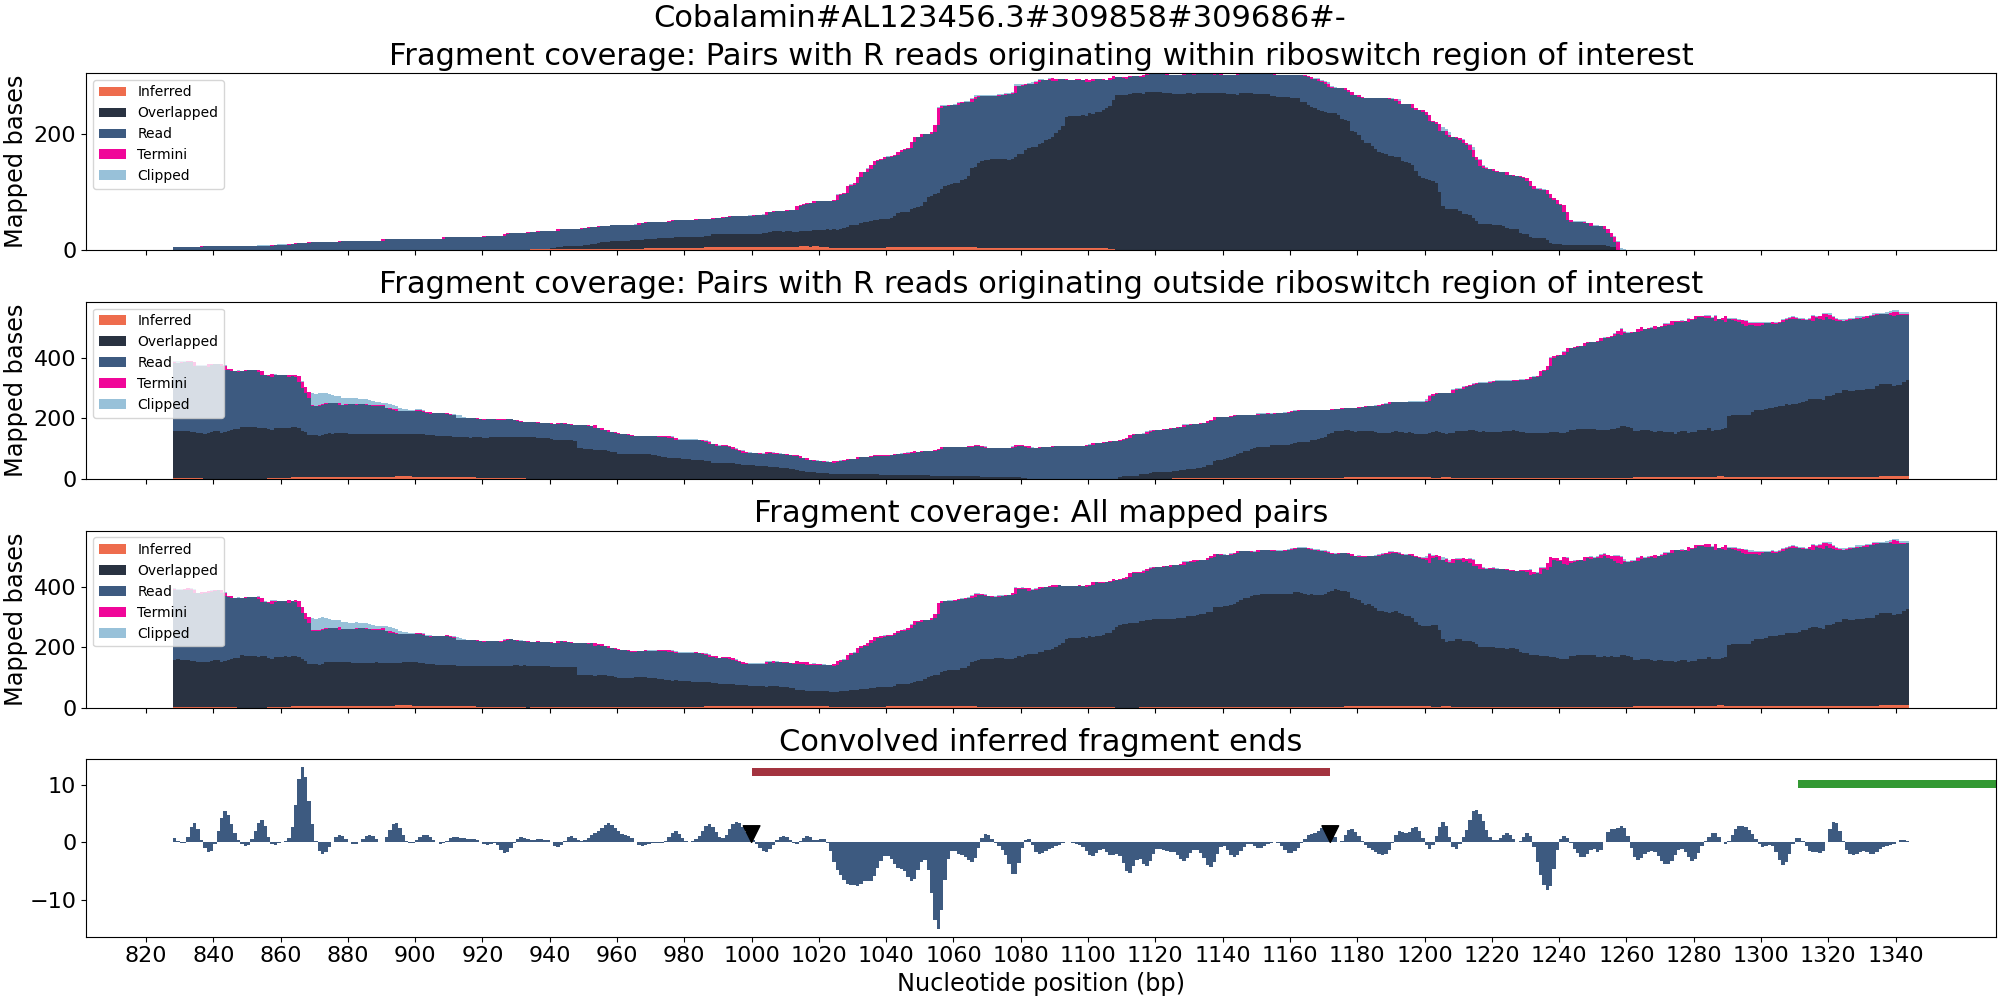 Cobalamin#AL123456.3#309858#309686#-
Fragment coverage: Pairs with R reads originating within riboswitch region of interest
Mapped bases
200
0
Inferred
Overlapped
Read
Termini
Clipped
Fragment coverage: Pairs with R reads originating outside riboswitch region of interest
Mapped bases
400
200
0
Inferred
Overlapped
Read
Termini
Clipped
Fragment coverage: All mapped pairs
Mapped bases
400
200
0
Inferred
Overlapped
Read
Termini
Clipped
Convolved inferred fragment ends
10
0
−10
820 840 860 880 900 920 940 960 980 1000 1020 1040 1060 1080 1100 1120 1140 1160 1180 1200 1220 1240 1260 1280 1300 1320 1340
Nucleotide position (bp)